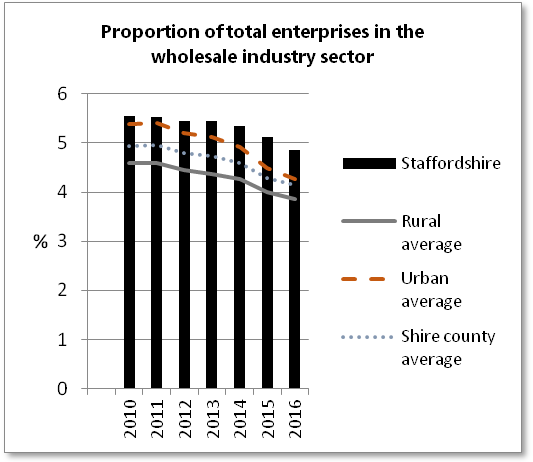 Proportion of total enterprises in the
wholesale industry sector
6
5
4
3
2
1
0
%
2010
2011
2012
2013
2014
2015
2016
Staffordshire
Rural
average
Urban
average
Shire county
average